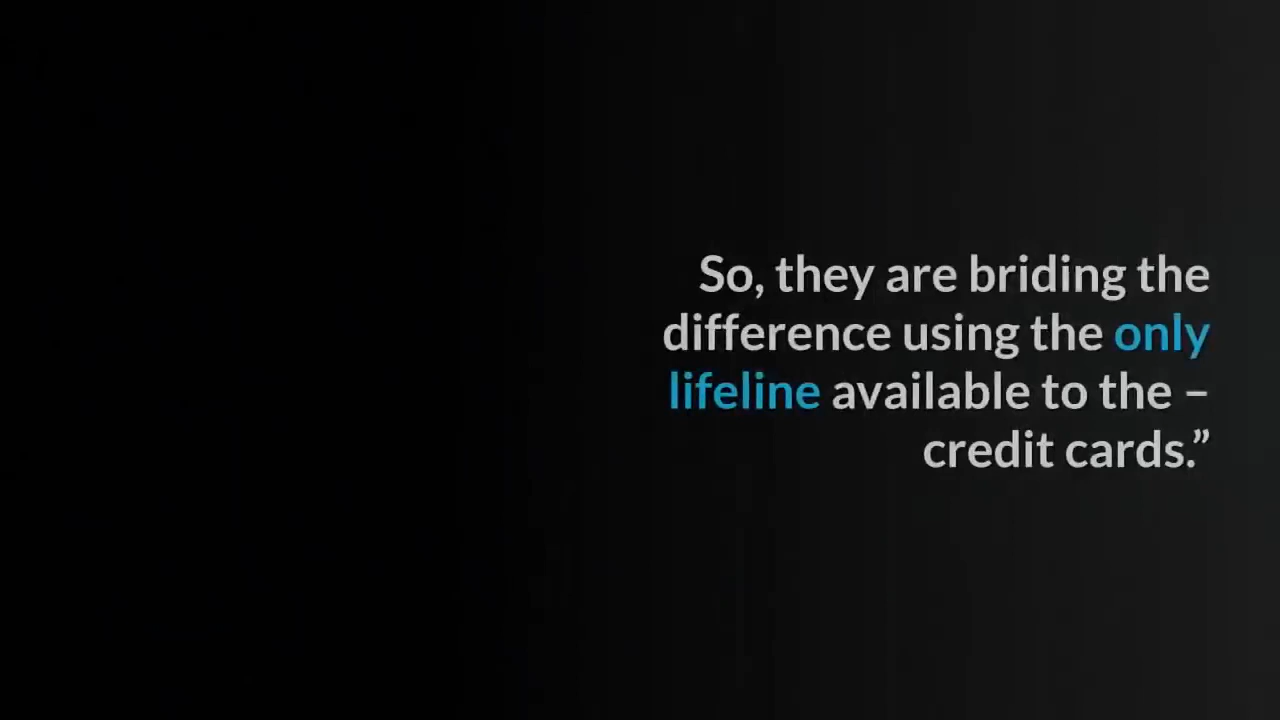 So, they are briding the
difference using the only
lifeline available to the –
credit cards.”